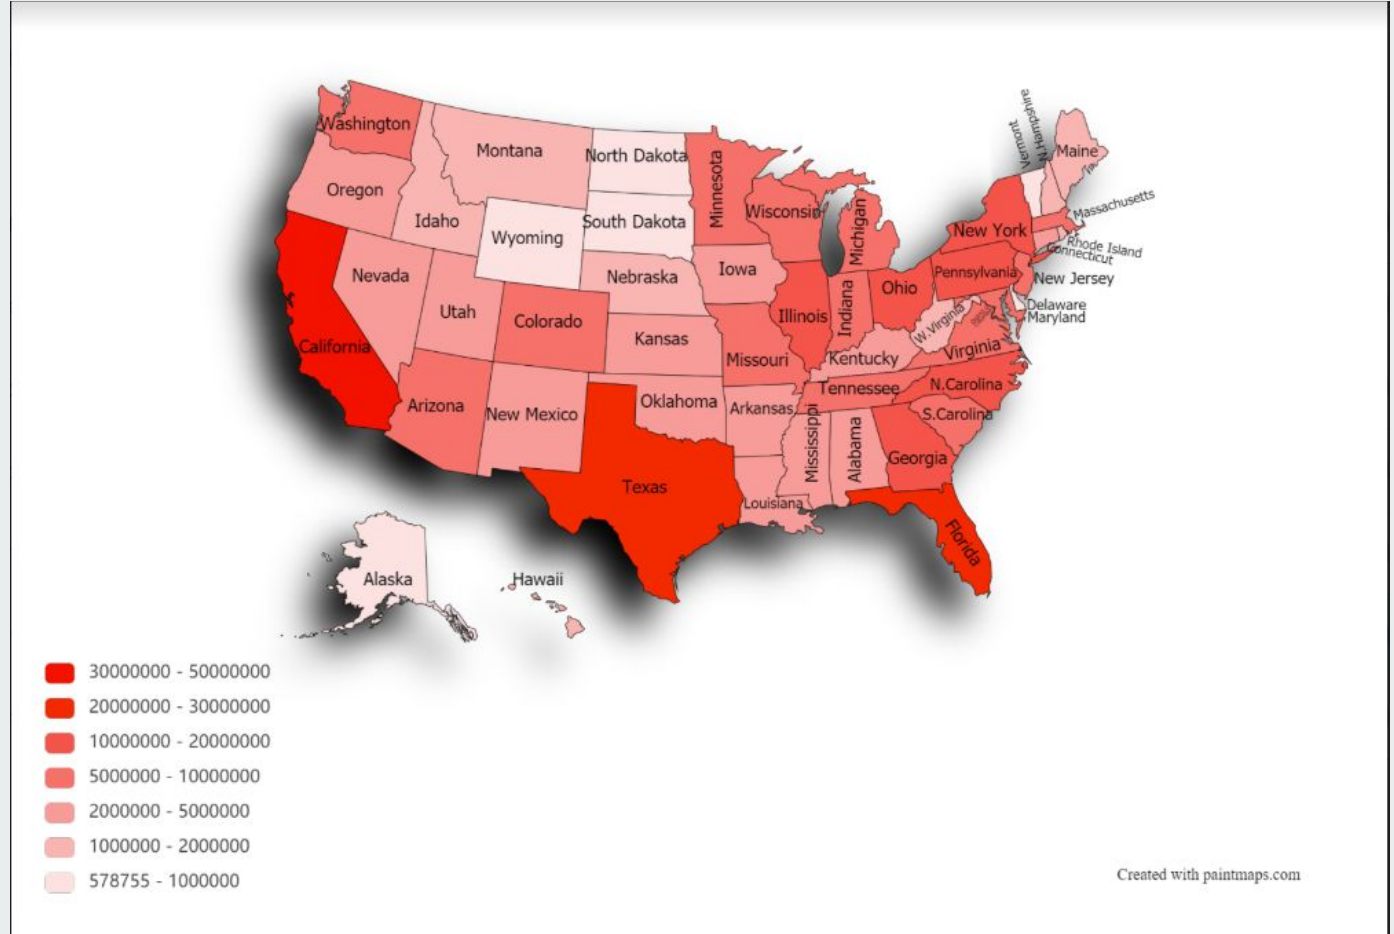 Washington
Montana
North Dakota
Minnesota
Vermont
N.Hampshire
Maine
Oregon
Idaho
Wyoming
South Dakota
Wisconsin
Michigan
New York
Massachusetts
Rhode Island
Connecticut
Nevada
Utah
Colorado
Nebraska
Iowa
Illinois
Indiana
Ohio
Pennsylvania
New Jersey
Delaware
Maryland
W.Virginia
Virginia
California
Kansas
Missouri
Kentucky
Arizona
New Mexico
Oklahoma
Arkansas
Tennessee
N.Carolina
S.Carolina
Mississippi
Alabama
Georgia
Texas
Louisiana
Florida
Alaska
Hawaii
30000000 - 50000000
20000000 - 30000000
10000000 - 20000000
5000000 - 10000000
2000000 - 5000000
1000000 - 2000000
578755 - 1000000
Created with paintmaps.com